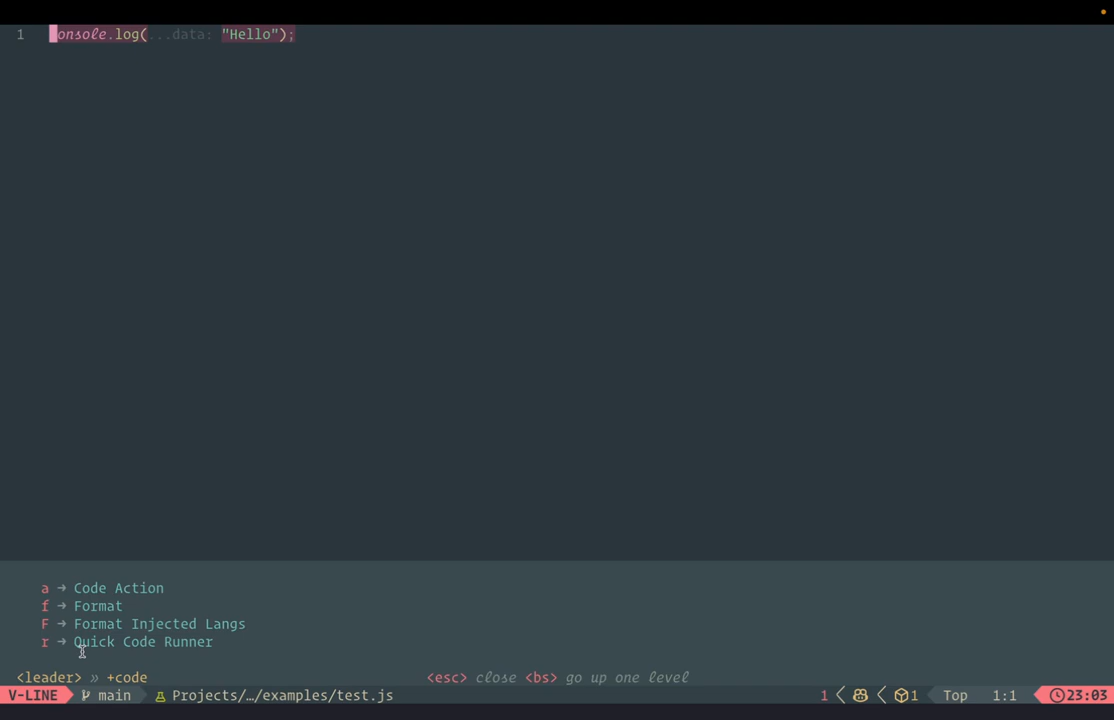 1 onsole.log(...data: "Hello");
a → Code Action
f → Format
F → Format Injected Langs
r → Quick Code Runner
<leader> » +code <esc> close <bs> go up one level
V-LINE main Projects/…/examples/test.js 1 1 Top 1:1 23:03